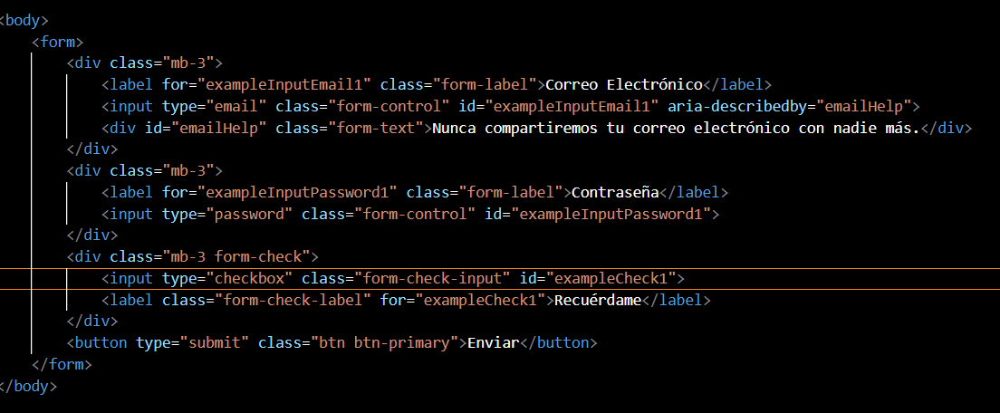 <body>
<form>
<div class="mb-3">
<label for="exampleInputEmail1" class="form-label">Correo Electrónico</label>
<input type="email" class="form-control" id="exampleInputEmail1" aria-describedby="emailHelp">
<div id="emailHelp" class="form-text">Nunca compartiremos tu correo electrónico con nadie más.</div>
</div>
<div class="mb-3">
<label for="exampleInputPassword1" class="form-label">Contraseña</label>
<input type="password" class="form-control" id="exampleInputPassword1">
</div>
<div class="mb-3 form-check">
<input type="checkbox" class="form-check-input" id="exampleCheck1">
<label class="form-check-label" for="exampleCheck1">Recuérdame</label>
</div>
<button type="submit" class="btn btn-primary">Enviar</button>
</form>
</body>